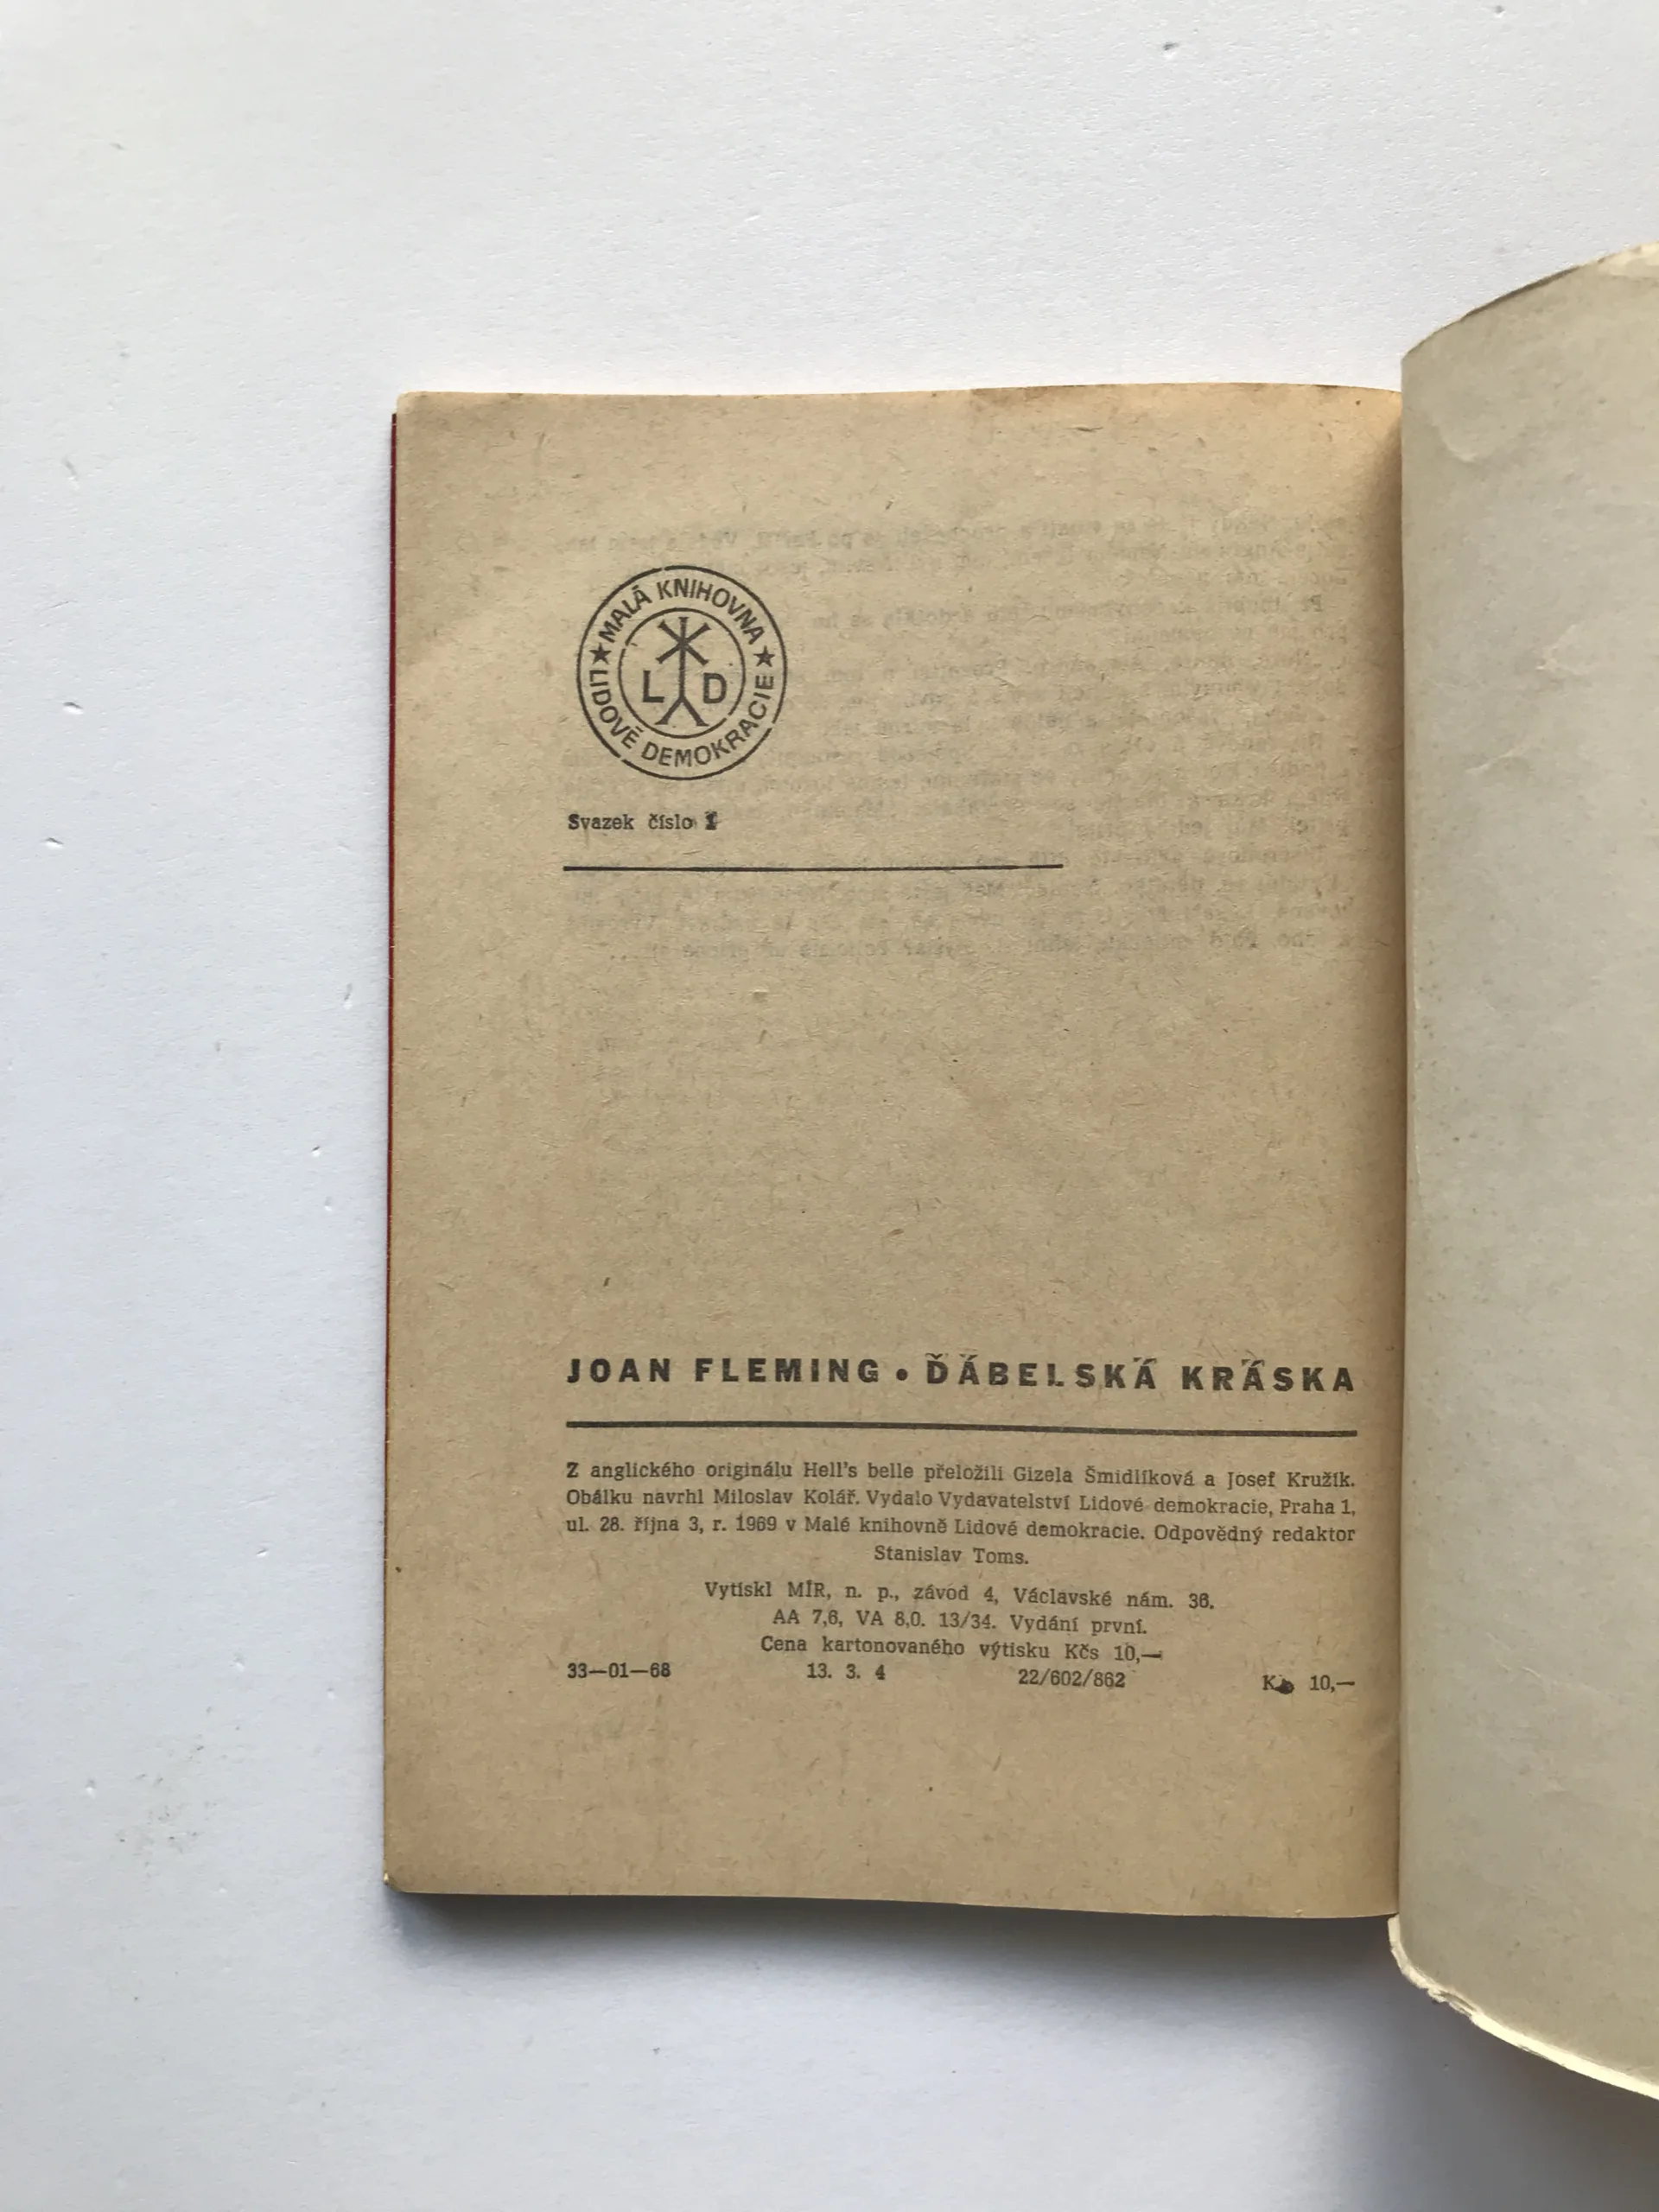 MALÁ KNIHOVNA
L D
LIDOVÉ DEMOKRACIE
Svazek číslo 1
JOAN FLEMING • ĎÁBELSKÁ KRÁSKA
Z anglického originálu Hell's belle přeložili Gizela Šmidlíková a Josef Kružík.
Obálku navrhl Miloslav Kolář. Vydalo Vydavatelství Lidové demokracie, Praha 1,
ul. 28. října 3, r. 1969 v Malé knihovně Lidové demokracie. Odpovědný redaktor
Stanislav Toms.
Vytiskl MÍR, n. p., závod 4, Václavské nám. 36.
AA 7,6, VA 8,0. 13/34. Vydání první.
Cena kartonovaného výtisku Kčs 10,—
33—01—68 13. 3. 4 22/602/862 10,—